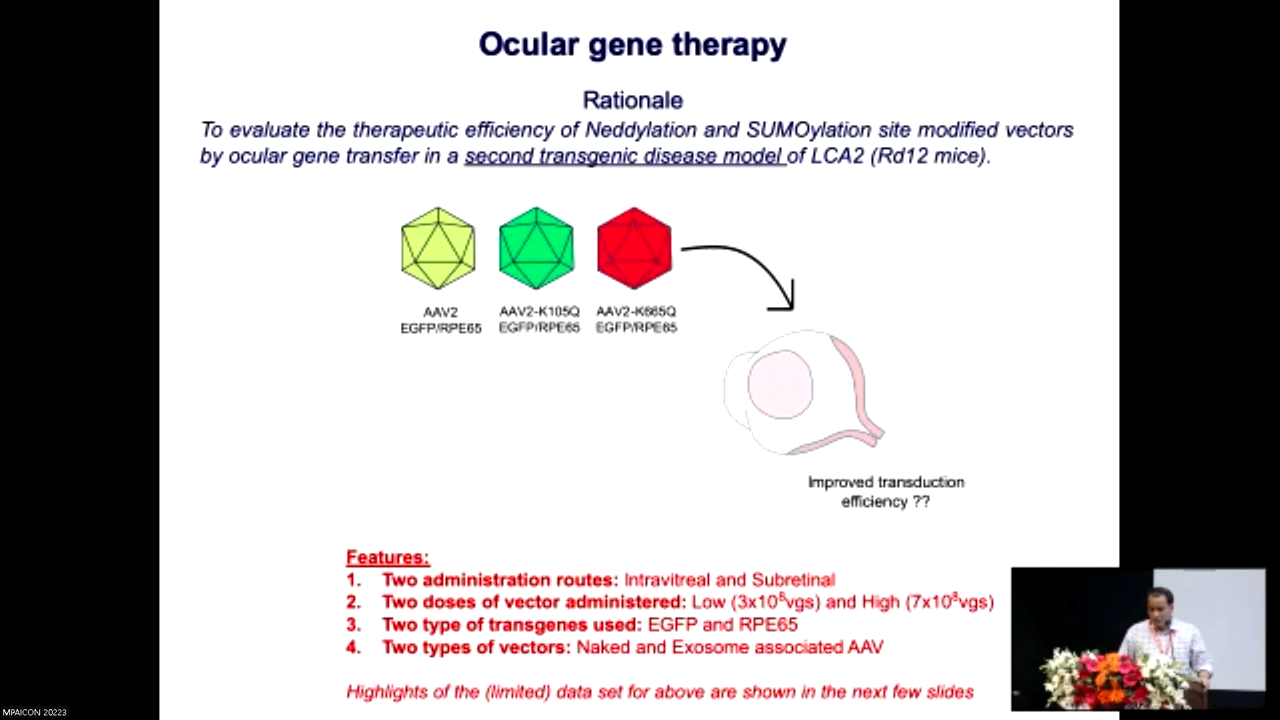 Ocular gene therapy
Rationale
To evaluate the therapeutic efficiency of Neddylation and SUMOylation site modified vectors
by ocular gene transfer in a second transgenic disease model of LCA2 (Rd12 mice).
AAV2
EGFP/RPE65
AAV2-K105Q
EGFP/RPE65
AAV2-K665Q
EGFP/RPE65
Improved transduction
efficiency ??
Features:
1. Two administration routes: Intravitreal and Subretinal
2. Two doses of vector administered: Low (3x10⁸vgs) and High (7x10⁸vgs)
3. Two type of transgenes used: EGFP and RPE65
4. Two types of vectors: Naked and Exosome associated AAV
Highlights of the (limited) data set for above are shown in the next few slides
MPAICON 20223